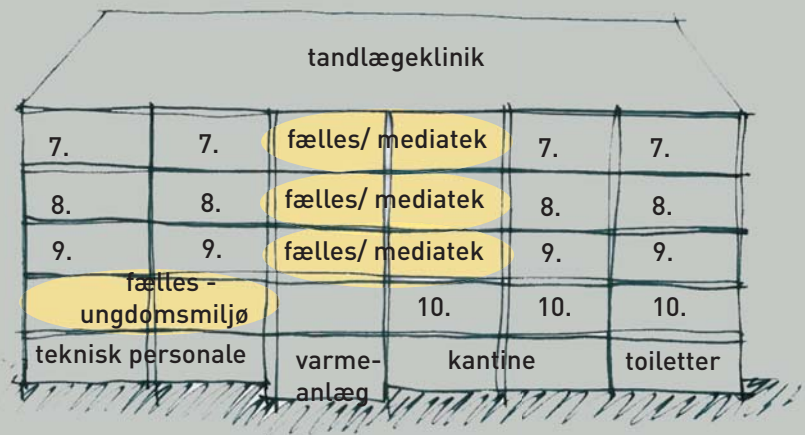 tandlægeklinik
7. 7. fælles/ mediatek 7. 7.
8. 8. fælles/ mediatek 8. 8.
9. 9. fælles/ mediatek 9. 9.
fælles -
ungdomsmiljø
10. 10. 10.
teknisk personale
varme-
anlæg
kantine
toiletter